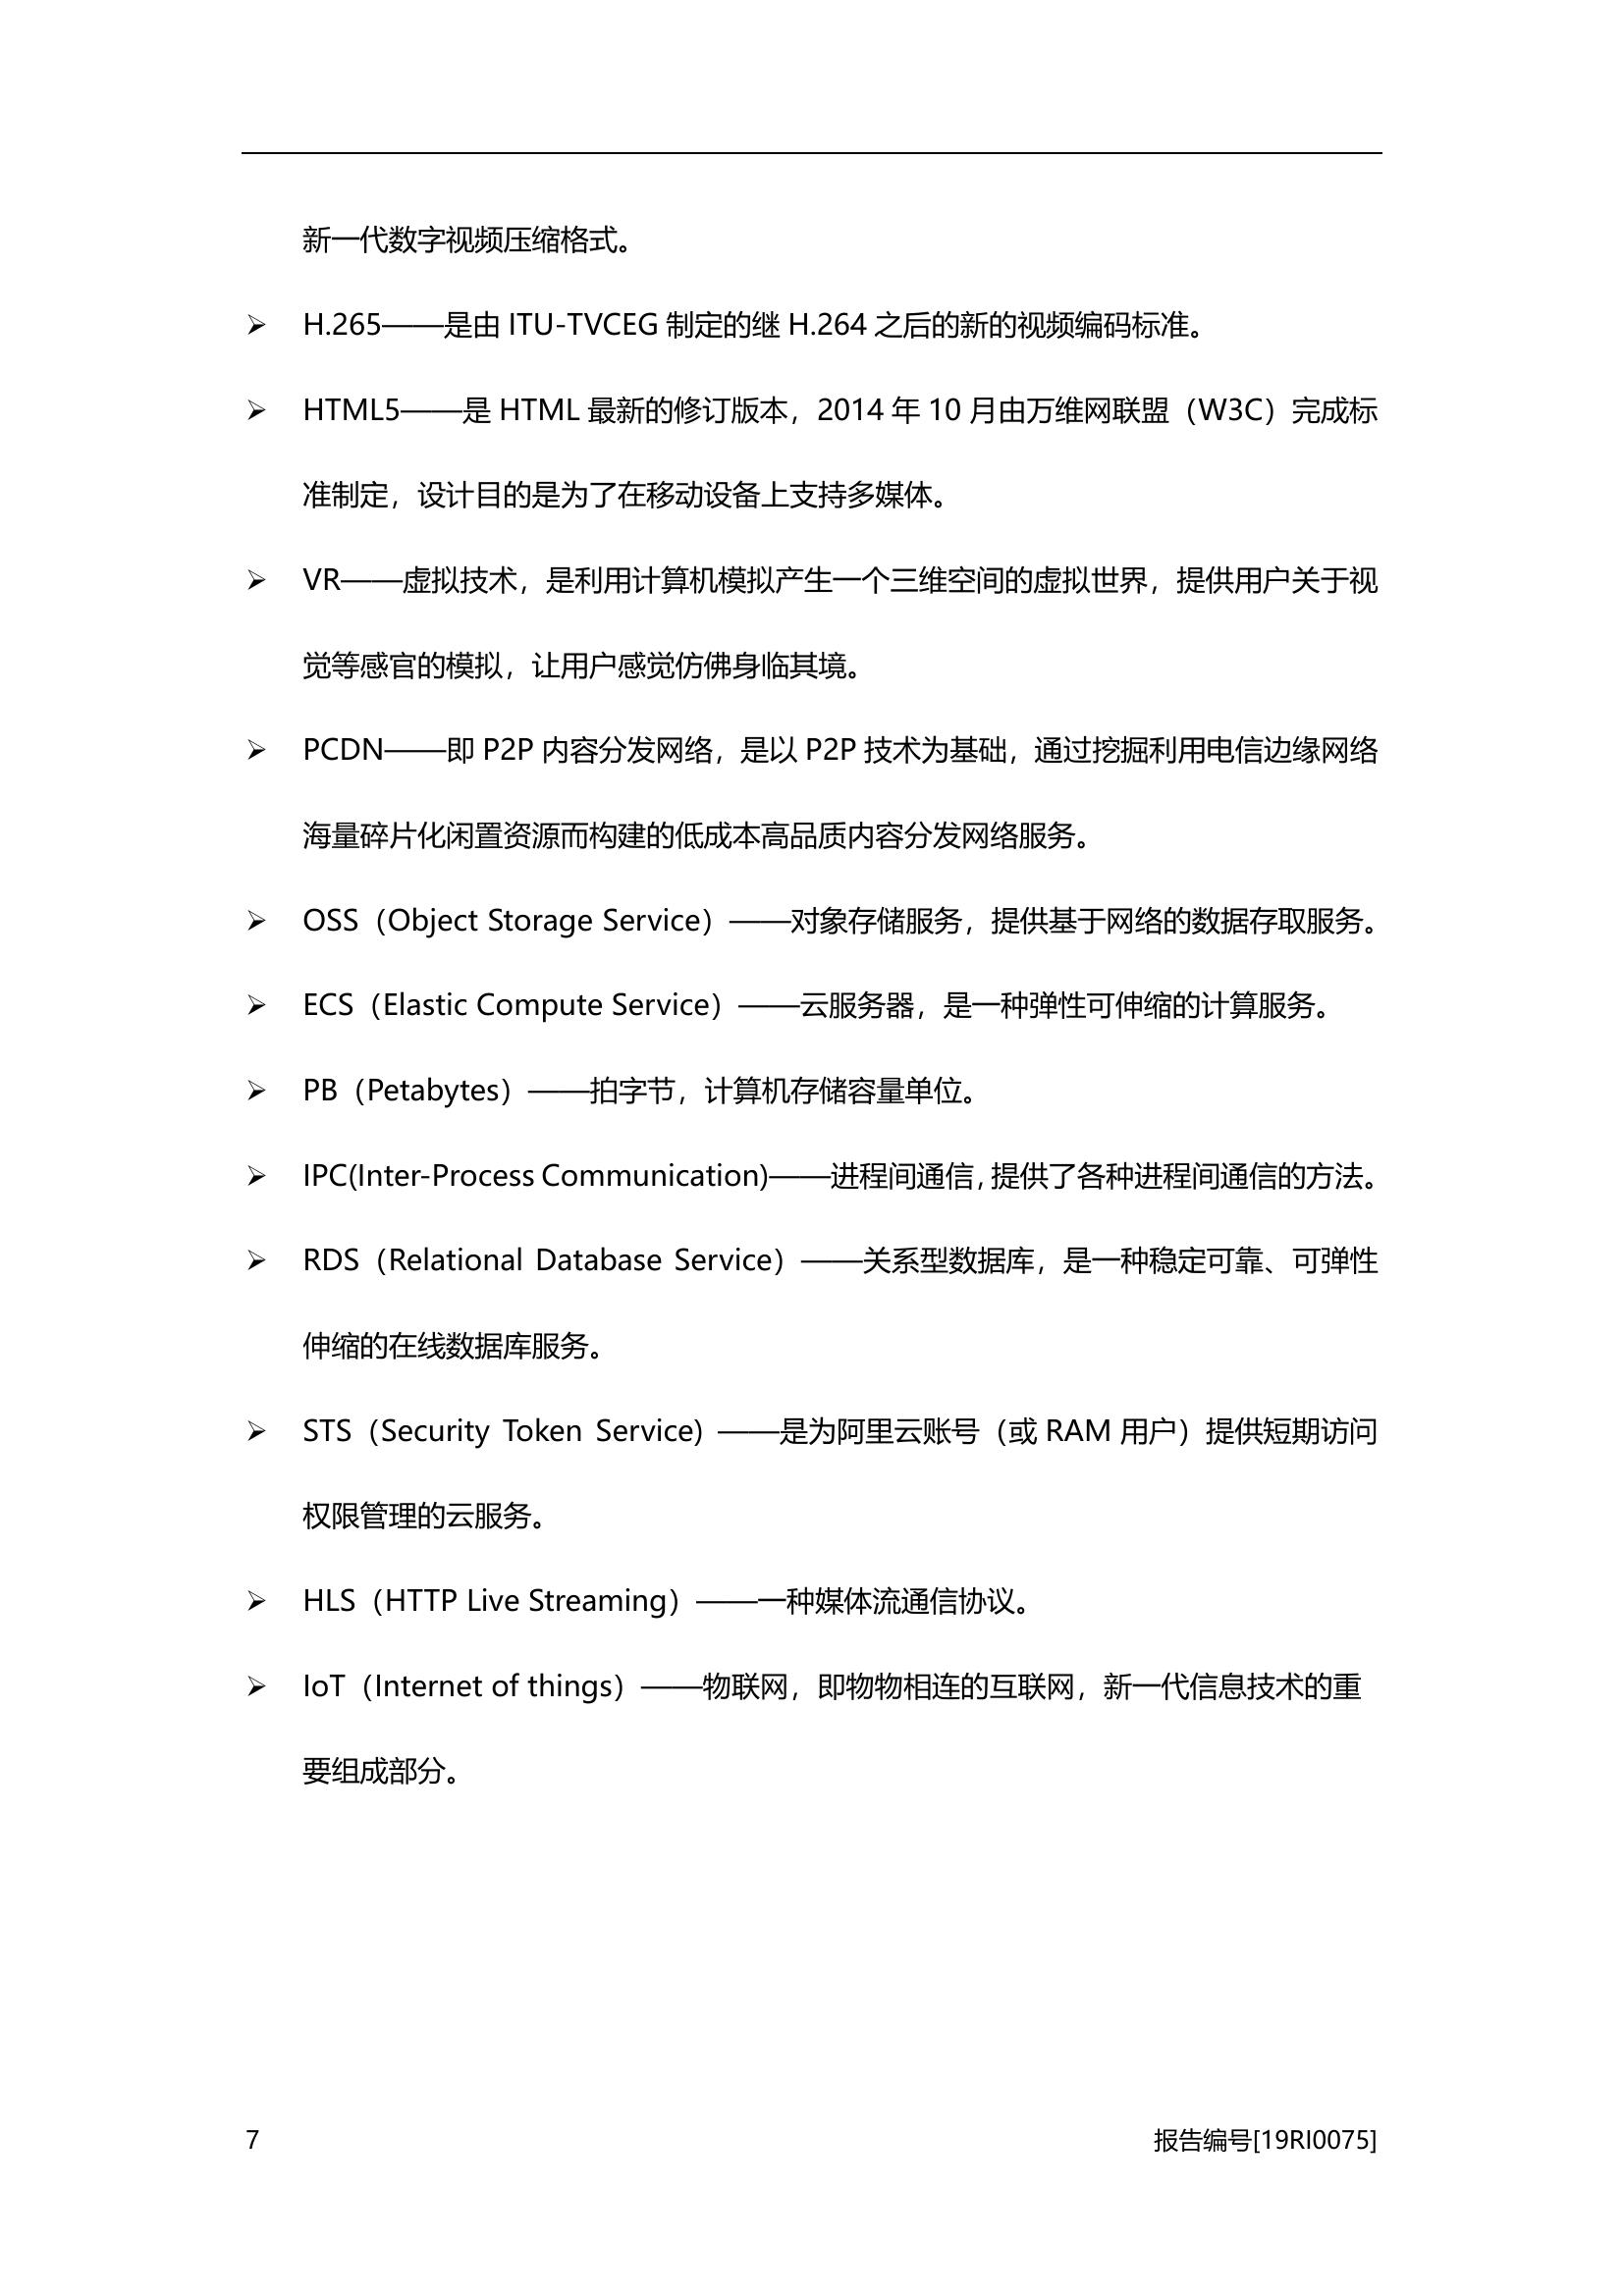 新一代数字视频压缩格式。
➢ H.265——是由 ITU-TVCEG 制定的继 H.264 之后的新的视频编码标准。
➢ HTML5——是 HTML 最新的修订版本，2014 年 10 月由万维网联盟（W3C）完成标
准制定，设计目的是为了在移动设备上支持多媒体。
➢ VR——虚拟技术，是利用计算机模拟产生一个三维空间的虚拟世界，提供用户关于视
觉等感官的模拟，让用户感觉仿佛身临其境。
➢ PCDN——即 P2P 内容分发网络，是以 P2P 技术为基础，通过挖掘利用电信边缘网络
海量碎片化闲置资源而构建的低成本高品质内容分发网络服务。
➢ OSS（Object Storage Service）——对象存储服务，提供基于网络的数据存取服务。
➢ ECS（Elastic Compute Service）——云服务器，是一种弹性可伸缩的计算服务。
➢ PB（Petabytes）——拍字节，计算机存储容量单位。
➢ IPC(Inter-Process Communication)——进程间通信，提供了各种进程间通信的方法。
➢ RDS（Relational Database Service）——关系型数据库，是一种稳定可靠、可弹性
伸缩的在线数据库服务。
➢ STS（Security Token Service) ——是为阿里云账号（或 RAM 用户）提供短期访问
权限管理的云服务。
➢ HLS（HTTP Live Streaming）——一种媒体流通信协议。
➢ IoT（Internet of things）——物联网，即物物相连的互联网，新一代信息技术的重
要组成部分。
7 报告编号[19RI0075]